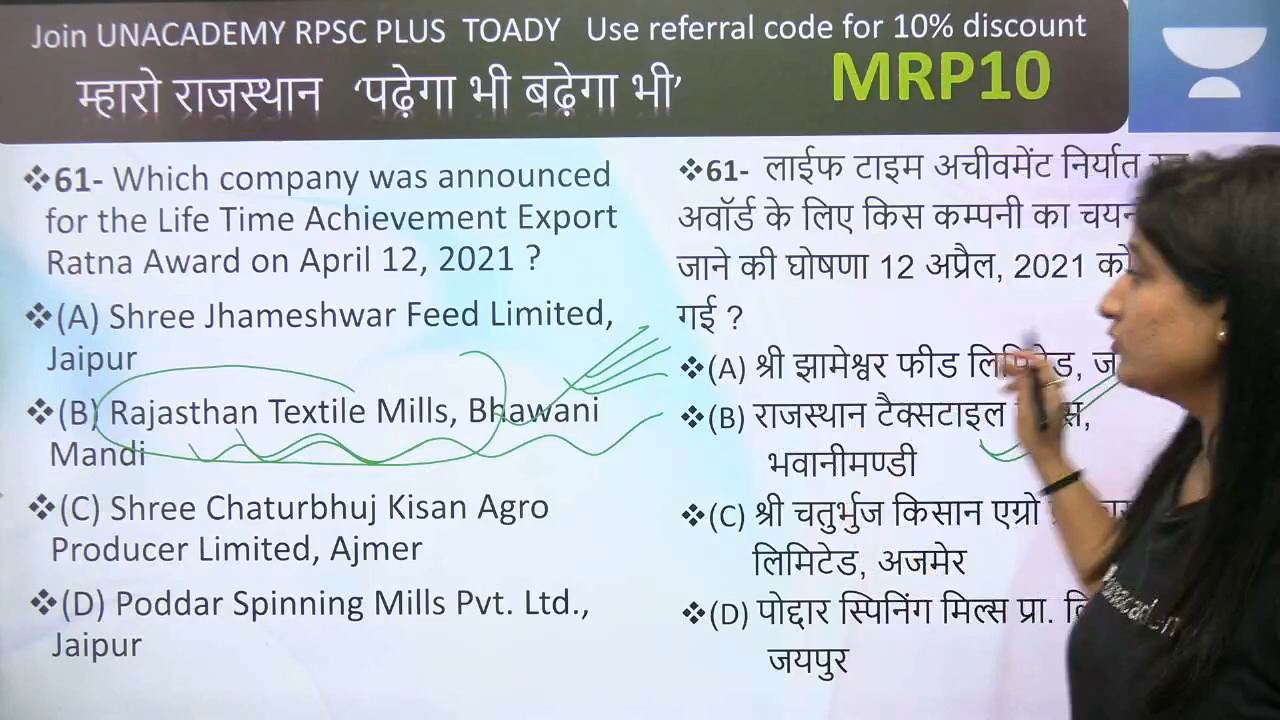 Join UNACADEMY RPSC PLUS TOADY Use referral code for 10% discount
म्हारो राजस्थान 'पढ़ेगा भी बढ़ेगा भी'
MRP10
❖61- Which company was announced
for the Life Time Achievement Export
Ratna Award on April 12, 2021 ?
❖(A) Shree Jhameshwar Feed Limited,
Jaipur
❖(B) Rajasthan Textile Mills, Bhawani
Mandi
❖(C) Shree Chaturbhuj Kisan Agro
Producer Limited, Ajmer
❖(D) Poddar Spinning Mills Pvt. Ltd.,
Jaipur
❖61- लाईफ टाइम अचीवमेंट निर्यात
अवॉर्ड के लिए किस कम्पनी का
जाने की घोषणा 12 अप्रैल, 2021 को
गई ?
❖(A) श्री झामेश्वर फीड लिमिटेड,
❖(B) राजस्थान टैक्सटाइल
भवानीमण्डी
❖(C) श्री चतुर्भुज किसान एग्रो
लिमिटेड, अजमेर
❖(D) पोद्दार स्पिनिंग मिल्स प्रा.
जयपुर
unacademy